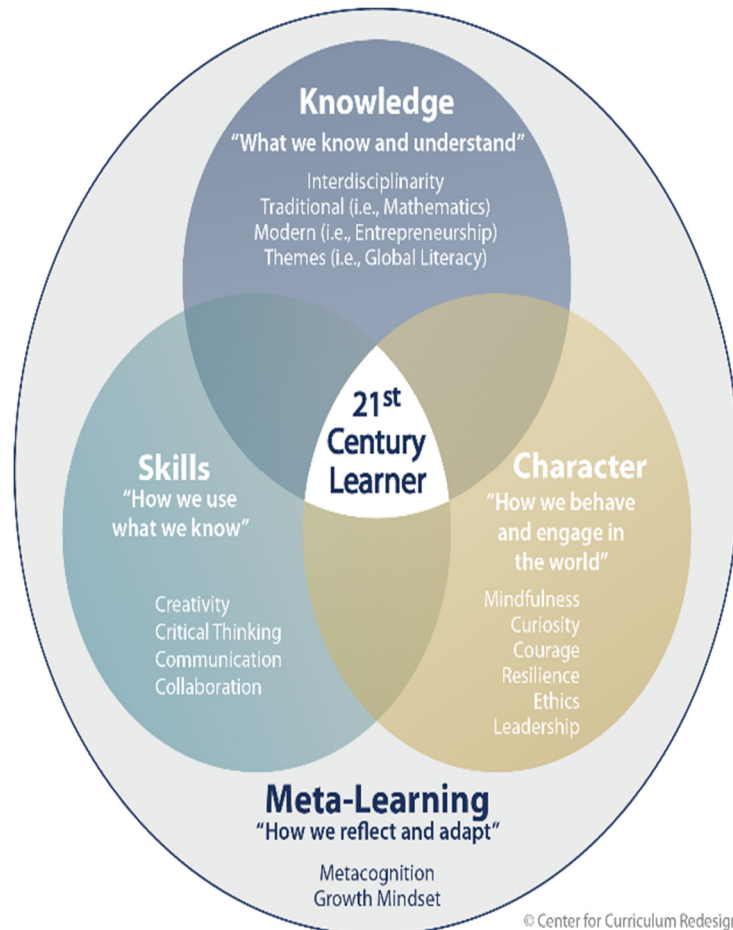 Knowledge
“What we know and understand”
Interdisciplinarity
Traditional (i.e., Mathematics)
Modern (i.e., Entrepreneurship)
Themes (i.e., Global Literacy)
21st
Century
Learner
Skills
“How we use
what we know”
Creativity
Critical Thinking
Communication
Collaboration
Character
“How we behave
and engage in
the world”
Mindfulness
Curiosity
Courage
Resilience
Ethics
Leadership
Meta-Learning
“How we reflect and adapt”
Metacognition
Growth Mindset
© Center for Curriculum Redesign